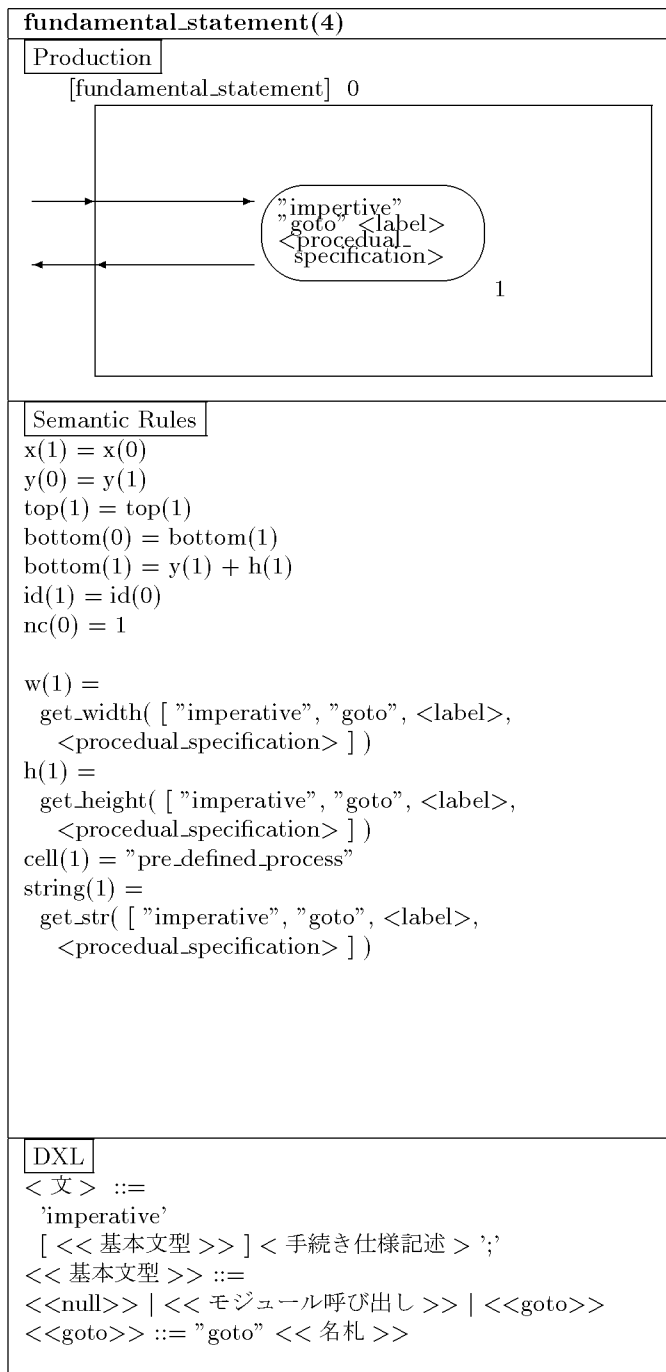 fundamental_statement(4)
Production
[fundamental_statement] 0
"impertive"
"goto" <label>
<procedual_
specification>
1
Semantic Rules
x(1) = x(0)
y(0) = y(1)
top(1) = top(1)
bottom(0) = bottom(1)
bottom(1) = y(1) + h(1)
id(1) = id(0)
nc(0) = 1
w(1) =
get_width( [ "imperative", "goto", <label>,
<procedual_specification> ] )
h(1) =
get_height( [ "imperative", "goto", <label>,
<procedual_specification> ] )
cell(1) = "pre_defined_process"
string(1) =
get_str( [ "imperative", "goto", <label>,
<procedual_specification> ] )
DXL
< 文 > ::=
'imperative'
[ << 基本文型 >> ] < 手続き仕様記述 > ';'
<< 基本文型 >> ::=
<<null>> | << モジュール呼び出し >> | <<goto>>
<<goto>> ::= "goto" << 名札 >>